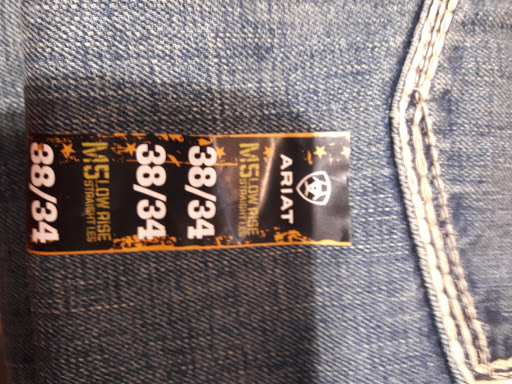 ARIAT
M5 LOW RISE
STRAIGHT LEG
38/34
38/34
M5 LOW RISE
STRAIGHT LEG
38/34